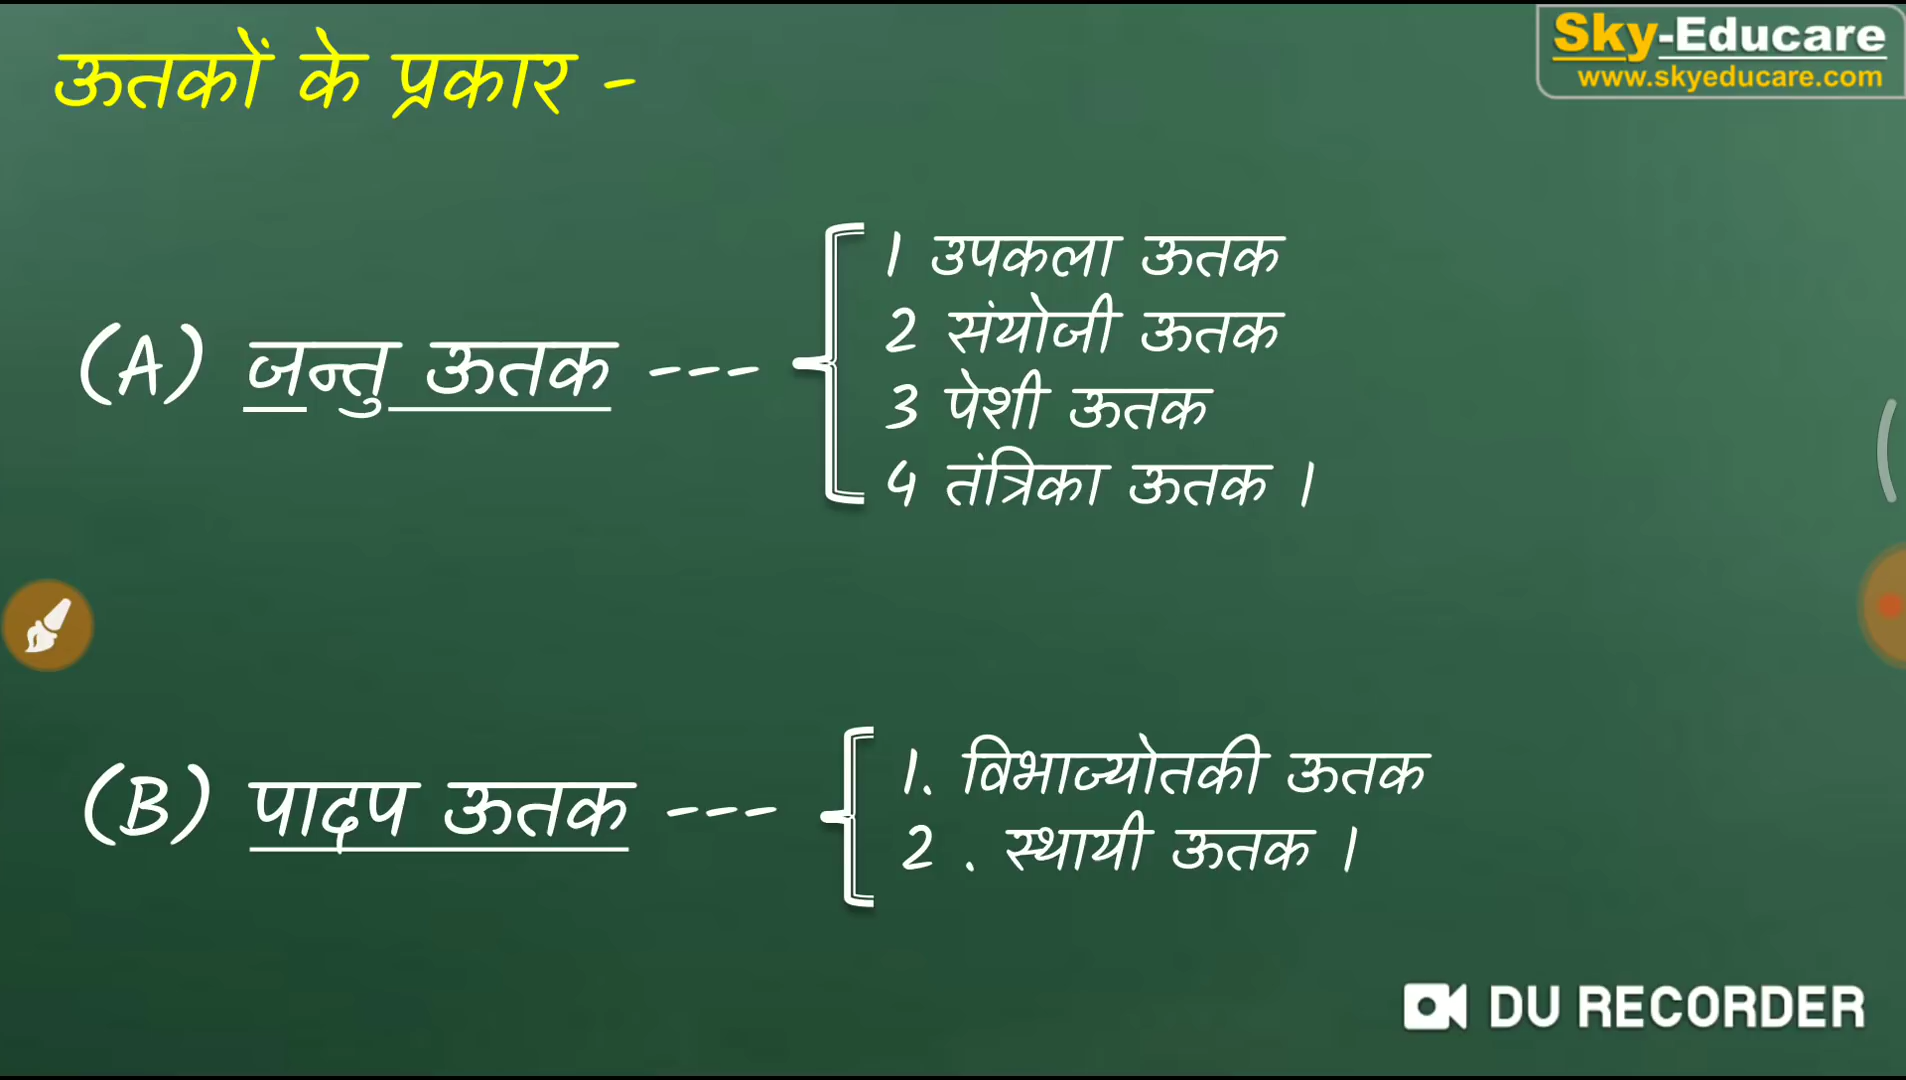 ऊतकों के प्रकार -
Sky-Educare
www.skyeducare.com
(A) जन्तु ऊतक ---
1 उपकला ऊतक
2 संयोजी ऊतक
3 पेशी ऊतक
4 तंत्रिका ऊतक ।
(B) पादप ऊतक ---
1. विभाज्योतकी ऊतक
2 . स्थायी ऊतक ।
DU RECORDER